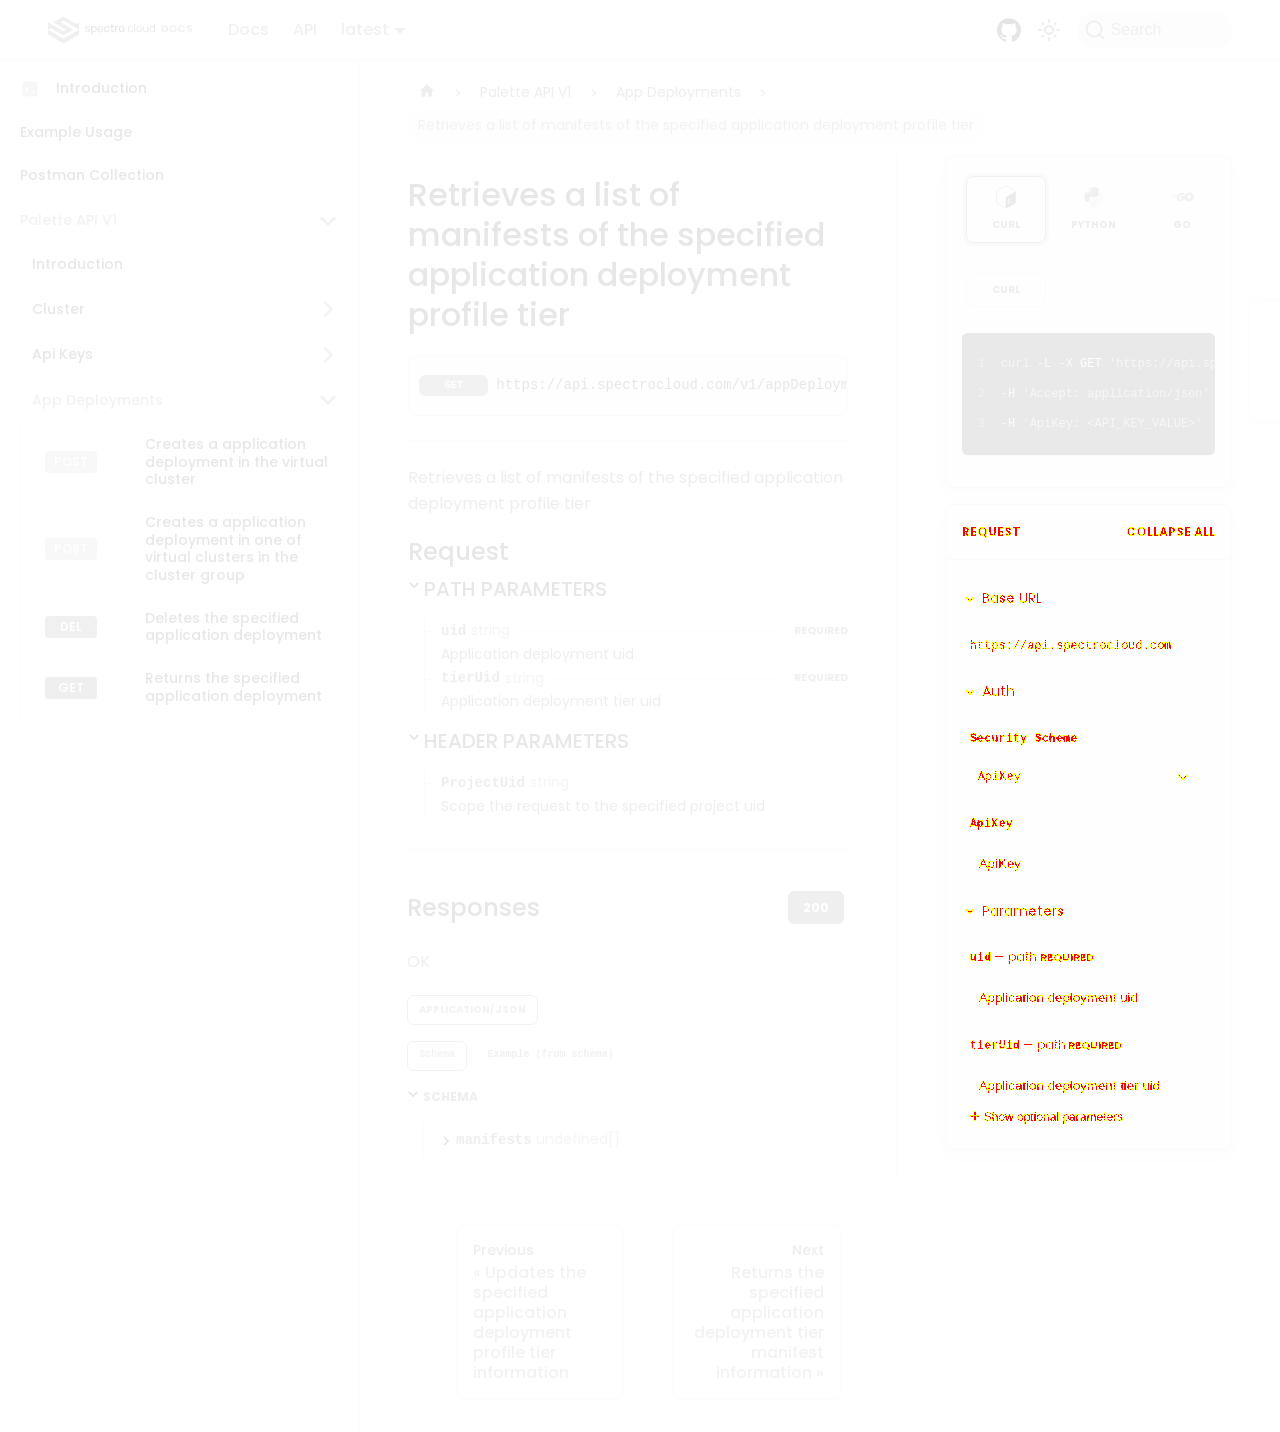 spectro cloud DOCS
Docs
API
latest
Search
Introduction
Example Usage
Postman Collection
Palette API V1
Introduction
Cluster
Api Keys
App Deployments
POST
Creates a application
deployment in the virtual
cluster
POST
Creates a application
deployment in one of
virtual clusters in the
cluster group
DEL
Deletes the specified
application deployment
GET
Returns the specified
application deployment
Palette API V1
App Deployments
Retrieves a list of manifests of the specified application deployment profile tier
Retrieves a list of
manifests of the specified
application deployment
profile tier
GET
https://api.spectrocloud.com/v1/appDeploym
Retrieves a list of manifests of the specified application
deployment profile tier
Request
PATH PARAMETERS
uid string REQUIRED
Application deployment uid
tierUid string REQUIRED
Application deployment tier uid
HEADER PARAMETERS
ProjectUid string
Scope the request to the specified project uid
Responses
200
OK
APPLICATION/JSON
Schema
Example (from schema)
SCHEMA
manifests undefined[]
Previous
« Updates the
specified
application
deployment
profile tier
information
Next
Returns the
specified
application
deployment tier
manifest
information »
CURL
PYTHON
GO
CURL
1 curl -L -X GET 'https://api.sp
2 -H 'Accept: application/json'
3 -H 'ApiKey: <API_KEY_VALUE>'
REQUEST
COLLAPSE ALL
Base URL
https://api.spectrocloud.com
Auth
Security Scheme
ApiKey
ApiKey
ApiKey
Parameters
uid — path REQUIRED
Application deployment uid
tierUid — path REQUIRED
Application deployment tier uid
Show optional parameters